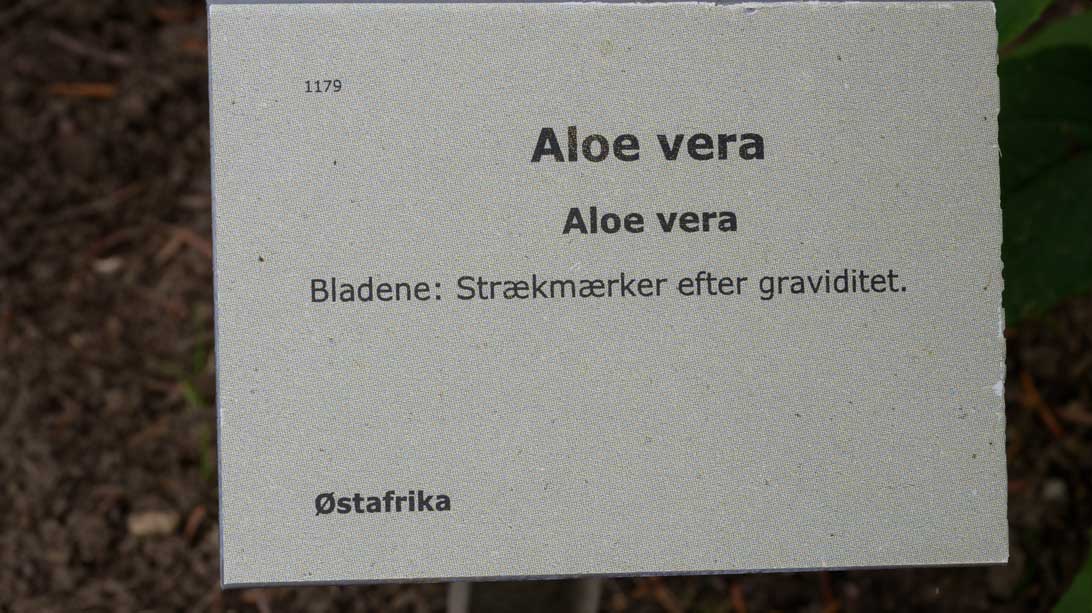 1179
Aloe vera
Aloe vera
Bladene: Strækmærker efter graviditet.
Østafrika